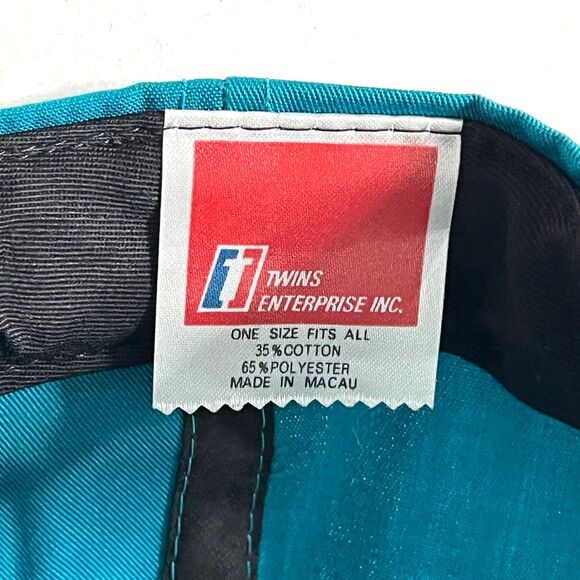 TWINS
ENTERPRISE INC.
ONE SIZE FITS ALL
35%COTTON
65%POLYESTER
MADE IN MACAU